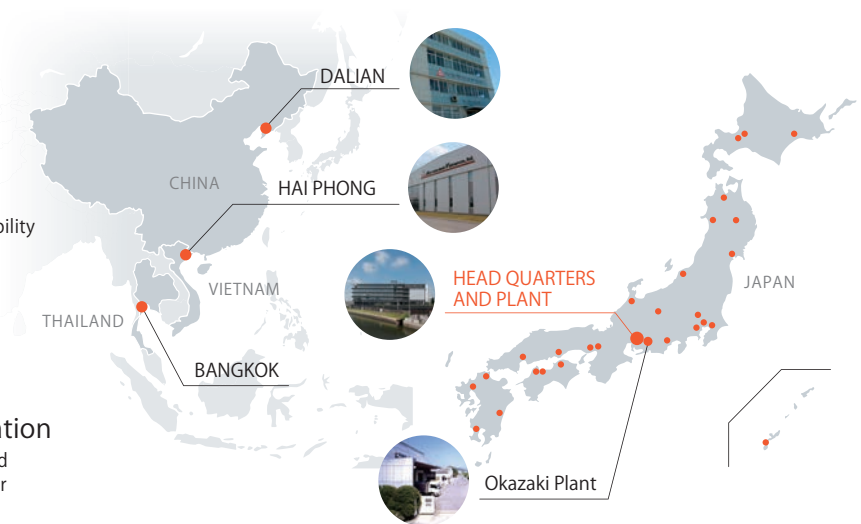 DALIAN
CHINA
HAI PHONG
bility
HEAD QUARTERS
AND PLANT
JAPAN
VIETNAM
THAILAND
BANGKOK
ation
d
r
Okazaki Plant